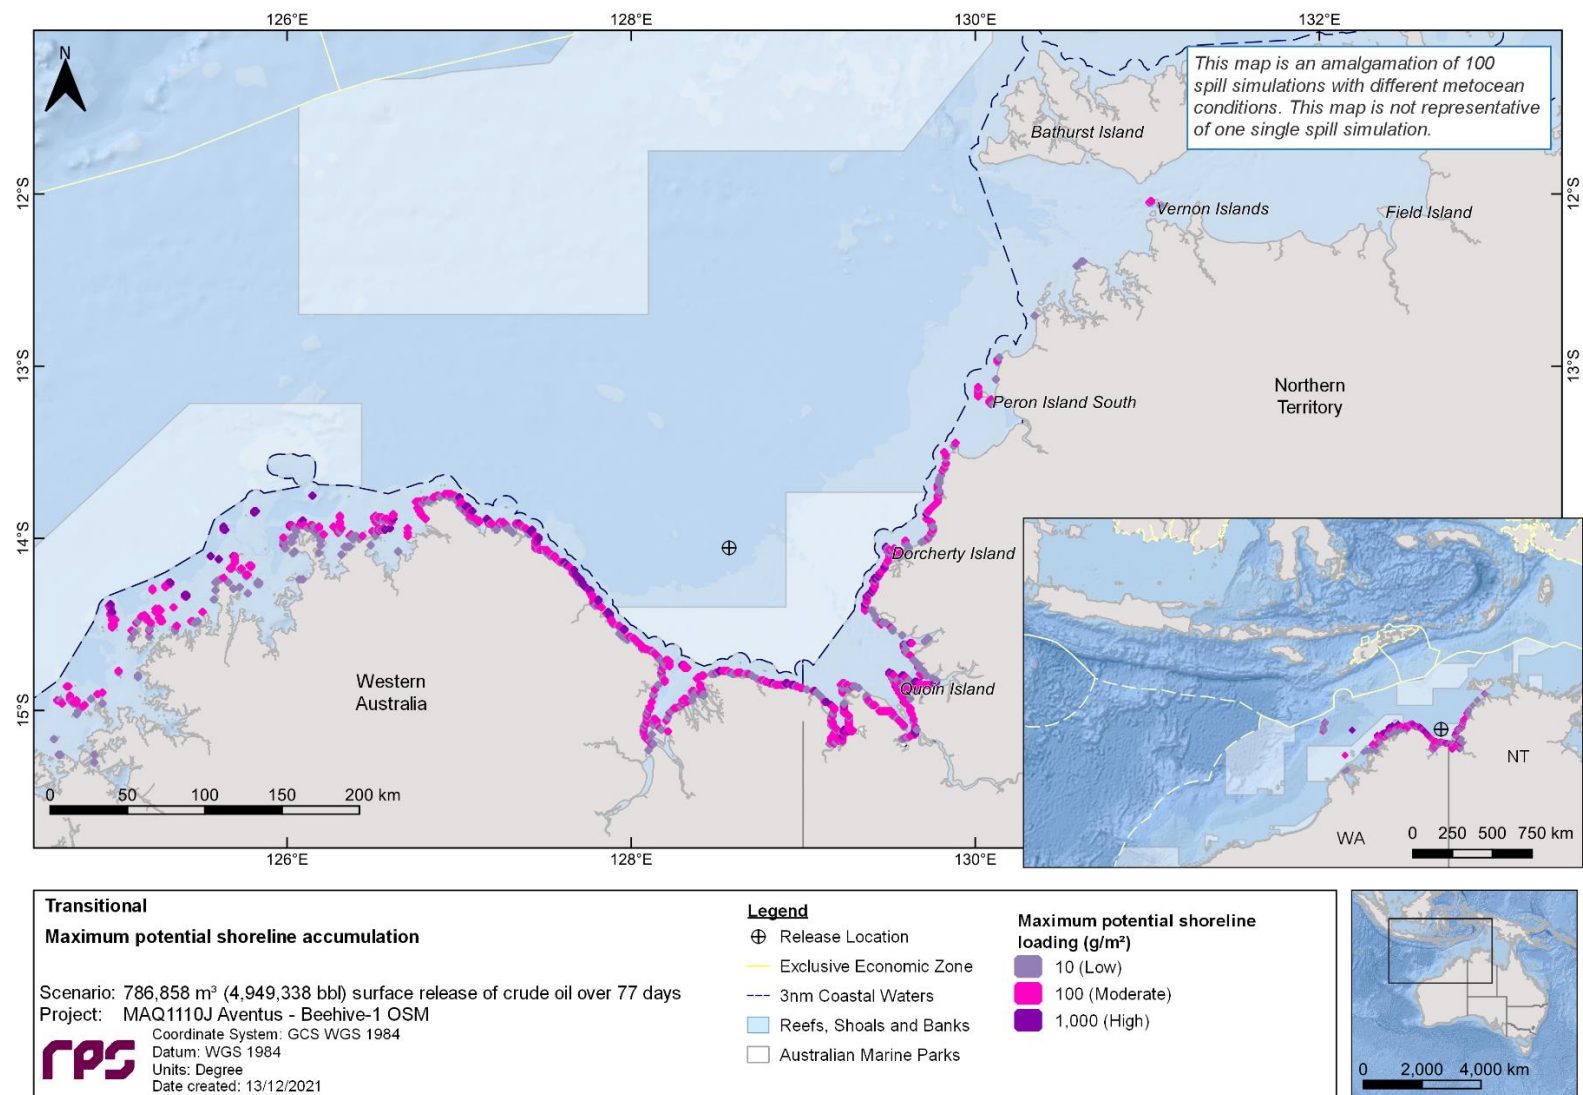 126°E
128°E
130°E
132°E
N
This map is an amalgamation of 100
spill simulations with different metocean
conditions. This map is not representative
of one single spill simulation.
Bathurst Island
12°S
12°S
Vernon Islands
Field Island
13°S
13°S
Northern
Territory
Peron Island South
14°S
Dorcherty Island
Western
Australia
Quoin Island
15°S
0 50 100 150 200 km
NT
WA
0 250 500 750 km
126°E
128°E
130°E
Transitional
Maximum potential shoreline accumulation
Scenario: 786,858 m³ (4,949,338 bbl) surface release of crude oil over 77 days
Project: MAQ1110J Aventus - Beehive-1 OSM
rps
Coordinate System: GCS WGS 1984
Datum: WGS 1984
Units: Degree
Date created: 13/12/2021
Legend
Release Location
Exclusive Economic Zone
3nm Coastal Waters
Reefs, Shoals and Banks
Australian Marine Parks
Maximum potential shoreline
loading (g/m²)
10 (Low)
100 (Moderate)
1,000 (High)
0 2,000 4,000 km